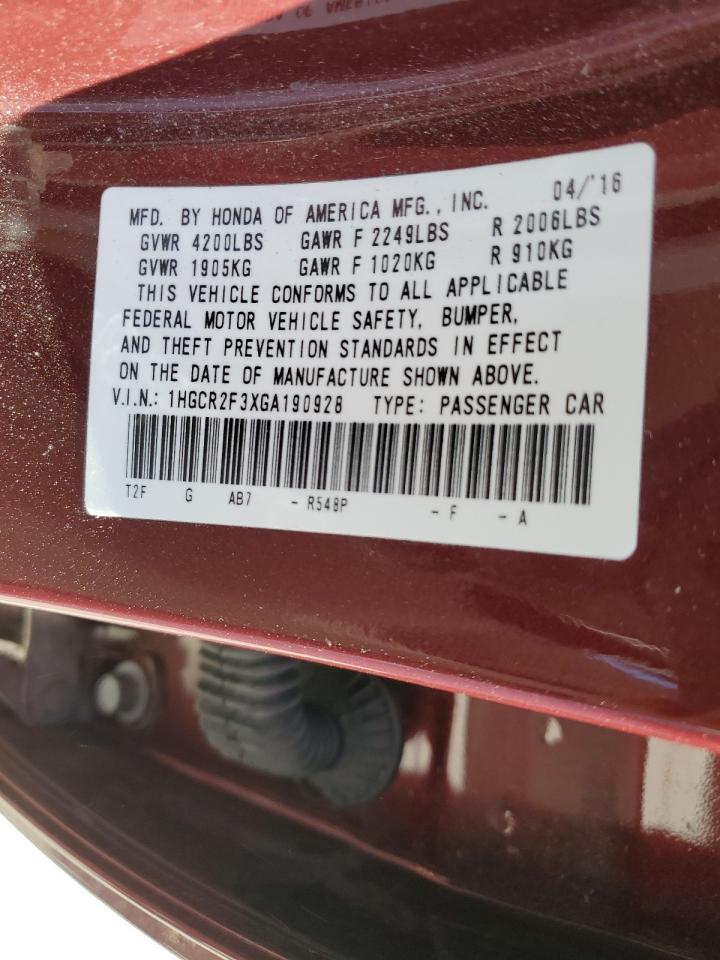 MFD. BY HONDA OF AMERICA MFG., INC. 04/'16
GVWR 4200LBS GAWR F 2249LBS R 2006LBS
GVWR 1905KG GAWR F 1020KG R 910KG
THIS VEHICLE CONFORMS TO ALL APPLICABLE
FEDERAL MOTOR VEHICLE SAFETY, BUMPER,
AND THEFT PREVENTION STANDARDS IN EFFECT
ON THE DATE OF MANUFACTURE SHOWN ABOVE.
V.I.N.: 1HGCR2F3XGA190928 TYPE: PASSENGER CAR
T2F G AB7 - R548P - F - A